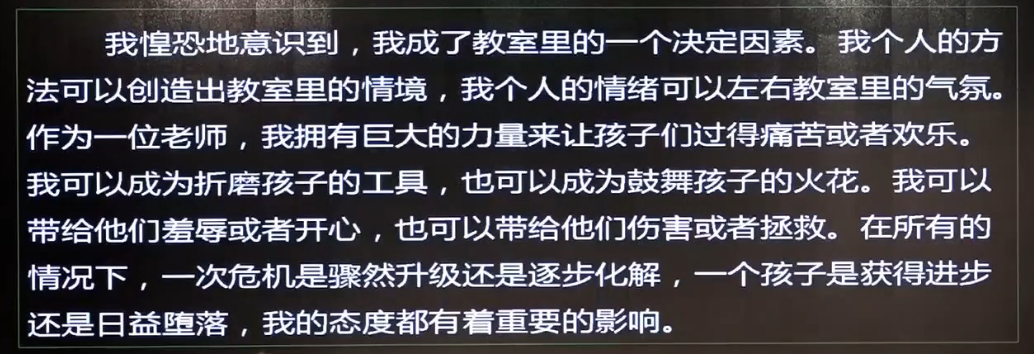 我惶恐地意识到，我成了教室里的一个决定因素。我个人的方
法可以创造出教室里的情境，我个人的情绪可以左右教室里的气氛。
作为一位老师，我拥有巨大的力量来让孩子们过得痛苦或者欢乐。
我可以成为折磨孩子的工具，也可以成为鼓舞孩子的火花。我可以
带给他们羞辱或者开心，也可以带给他们伤害或者拯救。在所有的
情况下，一次危机是骤然升级还是逐步化解，一个孩子是获得进步
还是日益堕落，我的态度都有着重要的影响。